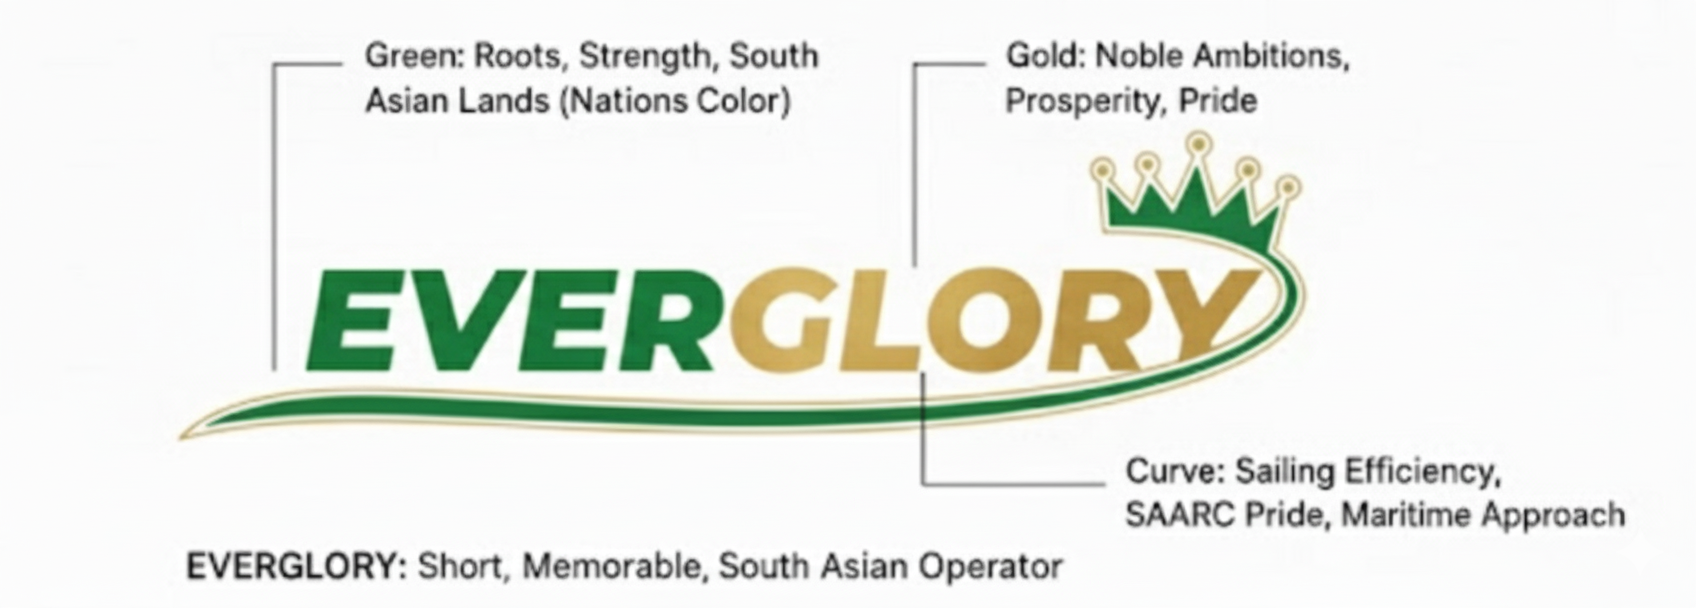 Green: Roots, Strength, South
Asian Lands (Nations Color)
Gold: Noble Ambitions,
Prosperity, Pride
EVERGLORY
Curve: Sailing Efficiency,
SAARC Pride, Maritime Approach
EVERGLORY: Short, Memorable, South Asian Operator